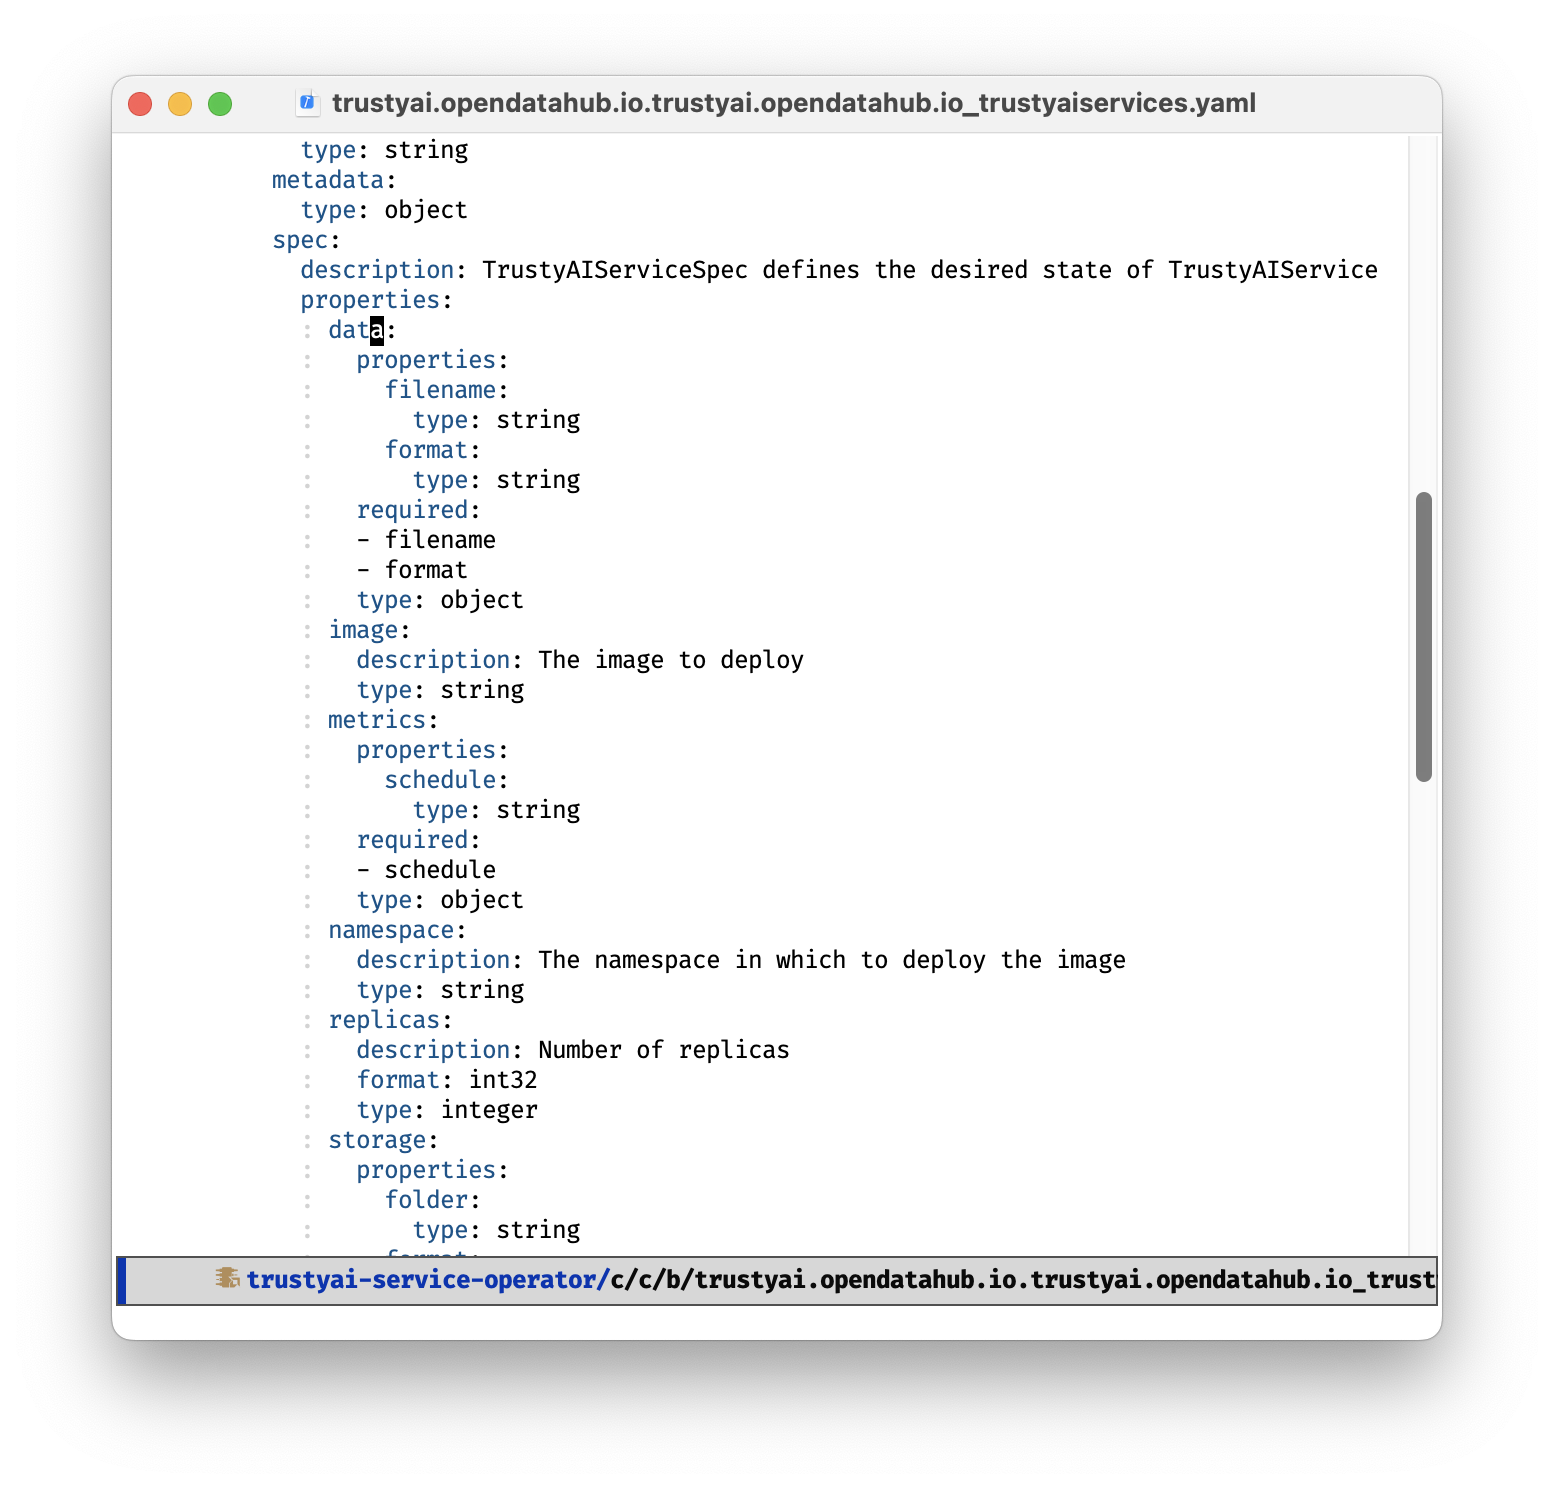 trustyai.opendatahub.io.trustyai.opendatahub.io_trustyaiservices.yaml
type: string
metadata:
type: object
spec:
description: TrustyAIServiceSpec defines the desired state of TrustyAIService
properties:
data:
properties:
filename:
type: string
format:
type: string
required:
- filename
- format
type: object
image:
description: The image to deploy
type: string
metrics:
properties:
schedule:
type: string
required:
- schedule
type: object
namespace:
description: The namespace in which to deploy the image
type: string
replicas:
description: Number of replicas
format: int32
type: integer
storage:
properties:
folder:
type: string
format:
trustyai-service-operator/c/c/b/trustyai.opendatahub.io.trustyai.opendatahub.io_trust